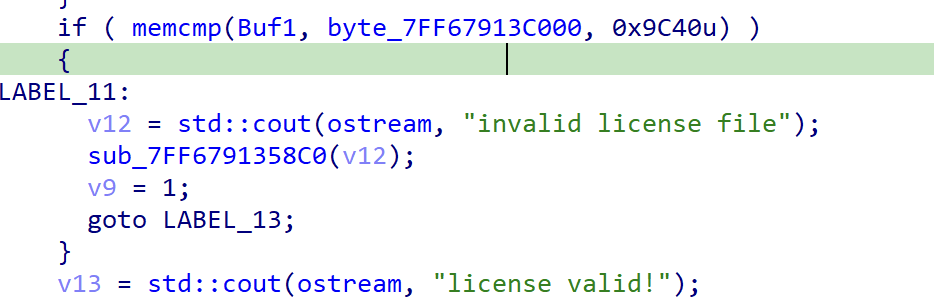 }
if ( memcmp(Buf1, byte_7FF67913C000, 0x9C40u) )
{
LABEL_11:
v12 = std::cout(ostream, "invalid license file");
sub_7FF6791358C0(v12);
v9 = 1;
goto LABEL_13;
}
v13 = std::cout(ostream, "license valid!");